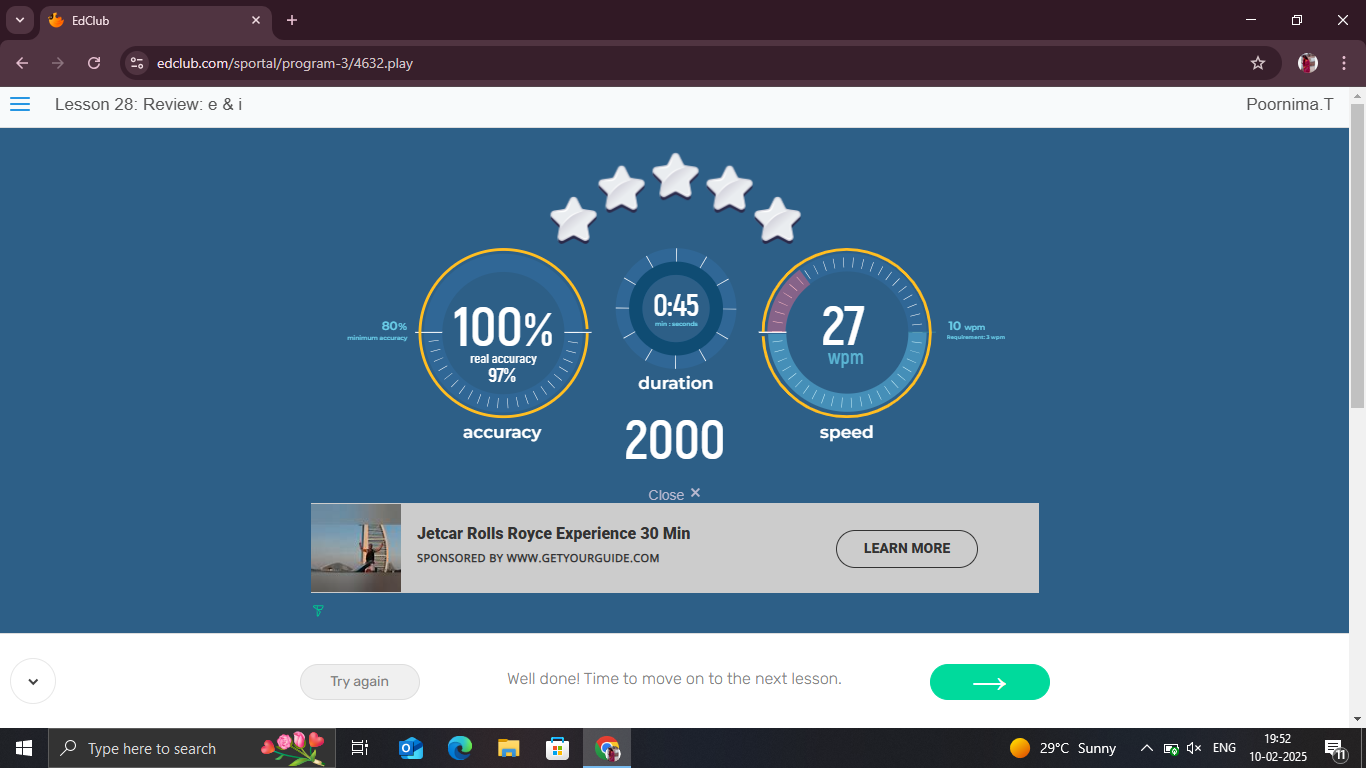 EdClub
edclub.com/sportal/program-3/4632.play
Lesson 28: Review: e & i
Poornima.T
80%
minimum accuracy
100%
real accuracy
97%
accuracy
0:45
min : seconds
duration
2000
27
wpm
speed
10 wpm
Requirement: 3 wpm
Close ×
Jetcar Rolls Royce Experience 30 Min
SPONSORED BY WWW.GETYOURGUIDE.COM
LEARN MORE
Try again
Well done! Time to move on to the next lesson.
Type here to search
29°C Sunny
ENG
19:52
10-02-2025
11